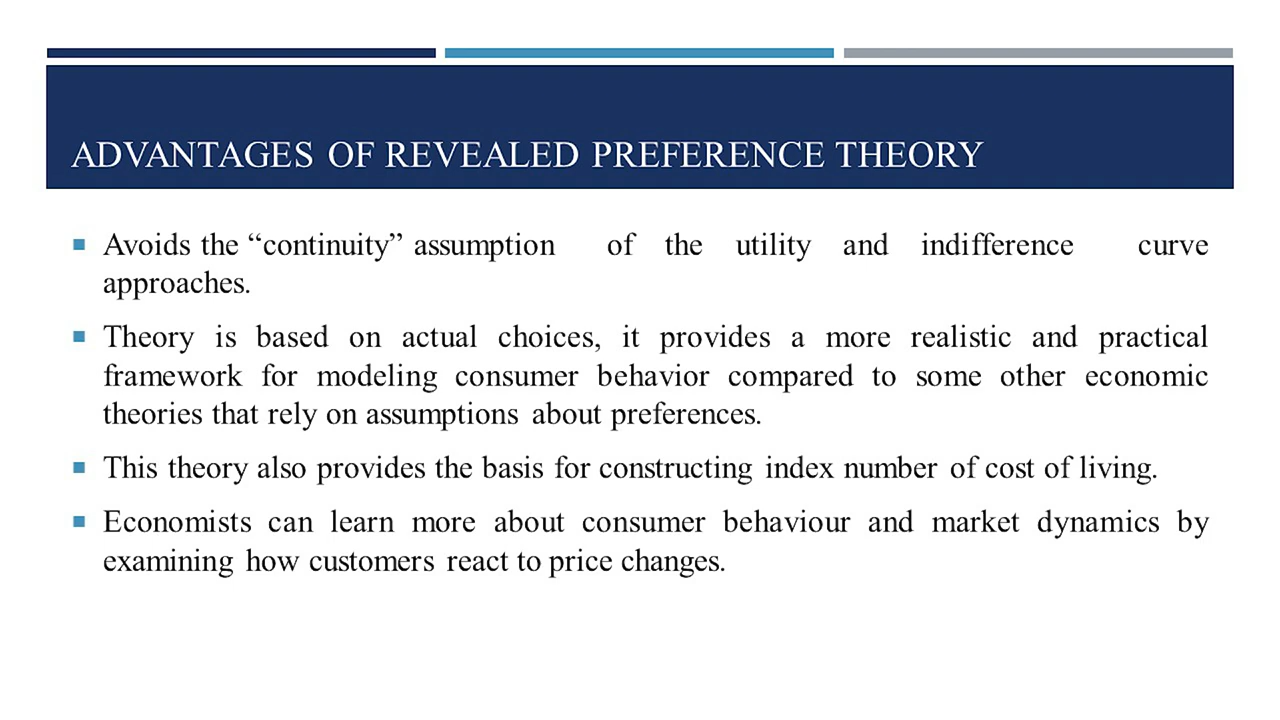 ADVANTAGES OF REVEALED PREFERENCE THEORY
Avoids the “continuity” assumption of the utility and indifference curve
approaches.
Theory is based on actual choices, it provides a more realistic and practical
framework for modeling consumer behavior compared to some other economic
theories that rely on assumptions about preferences.
This theory also provides the basis for constructing index number of cost of living.
Economists can learn more about consumer behaviour and market dynamics by
examining how customers react to price changes.